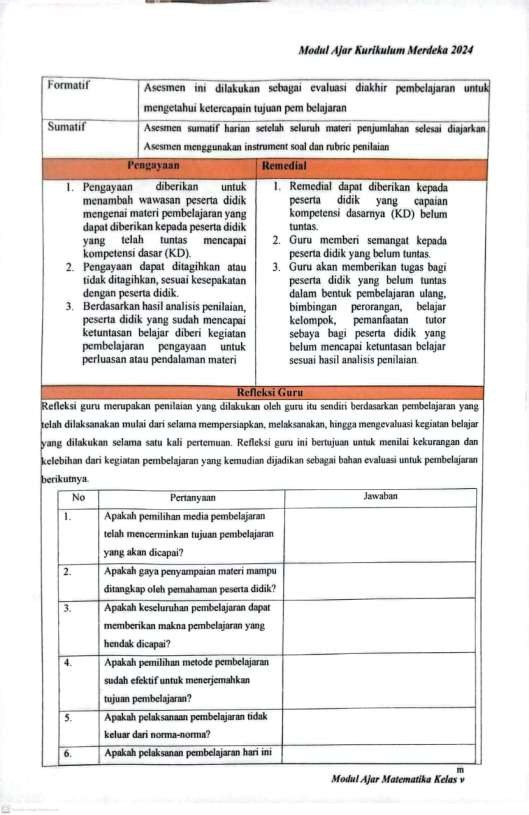 Modul Ajar Kurikulum Merdeka 2024
Formatif
Asesmen ini dilakukan sebagai evaluasi diakhir pembelajaran untuk
mengetahui ketercapain tujuan pem belajaran
Sumatif
Asesmen sumatif harian setelah seluruh materi penjumlahan selesai diajarkan.
Asesmen menggunakan instrument soal dan rubric penilaian
Pengayaan
1. Pengayaan diberikan untuk
menambah wawasan peserta didik
mengenai materi pembelajaran yang
dapat diberikan kepada peserta didik
yang telah tuntas mencapai
kompetensi dasar (KD).
2. Pengayaan dapat ditagihkan atau
tidak ditagihkan, sesuai kesepakatan
dengan peserta didik.
3. Berdasarkan hasil analisis penilaian,
peserta didik yang sudah mencapai
ketuntasan belajar diberi kegiatan
pembelajaran pengayaan untuk
perluasan atau pendalaman materi
Remedial
1. Remedial dapat diberikan kepada
peserta didik yang capaian
kompetensi dasarnya (KD) belum
tuntas.
2. Guru memberi semangat kepada
peserta didik yang belum tuntas.
3. Guru akan memberikan tugas bagi
peserta didik yang belum tuntas
dalam bentuk pembelajaran ulang,
bimbingan perorangan, belajar
kelompok, pemanfaatan tutor
sebaya bagi peserta didik yang
belum mencapai ketuntasan belajar
sesuai hasil analisis penilaian.
Refleksi Guru
Refleksi guru merupakan penilaian yang dilakukan oleh guru itu sendiri berdasarkan pembelajaran yang
telah dilaksanakan mulai dari selama mempersiapkan, melaksanakan, hingga mengevaluasi kegiatan belajar
yang dilakukan selama satu kali pertemuan. Refleksi guru ini bertujuan untuk menilai kekurangan dan
kelebihan dari kegiatan pembelajaran yang kemudian dijadikan sebagai bahan evaluasi untuk pembelajaran
berikutnya.
No Pertanyaan Jawaban
1. Apakah pemilihan media pembelajaran
telah mencerminkan tujuan pembelajaran
yang akan dicapai?
2. Apakah gaya penyampaian materi mampu
ditangkap oleh pemahaman peserta didik?
3. Apakah keseluruhan pembelajaran dapat
memberikan makna pembelajaran yang
hendak dicapai?
4. Apakah pemilihan metode pembelajaran
sudah efektif untuk menerjemahkan
tujuan pembelajaran?
5. Apakah pelaksanaan pembelajaran tidak
keluar dari norma-norma?
6. Apakah pelaksanan pembelajaran hari ini
m
Modul Ajar Matematika Kelas v